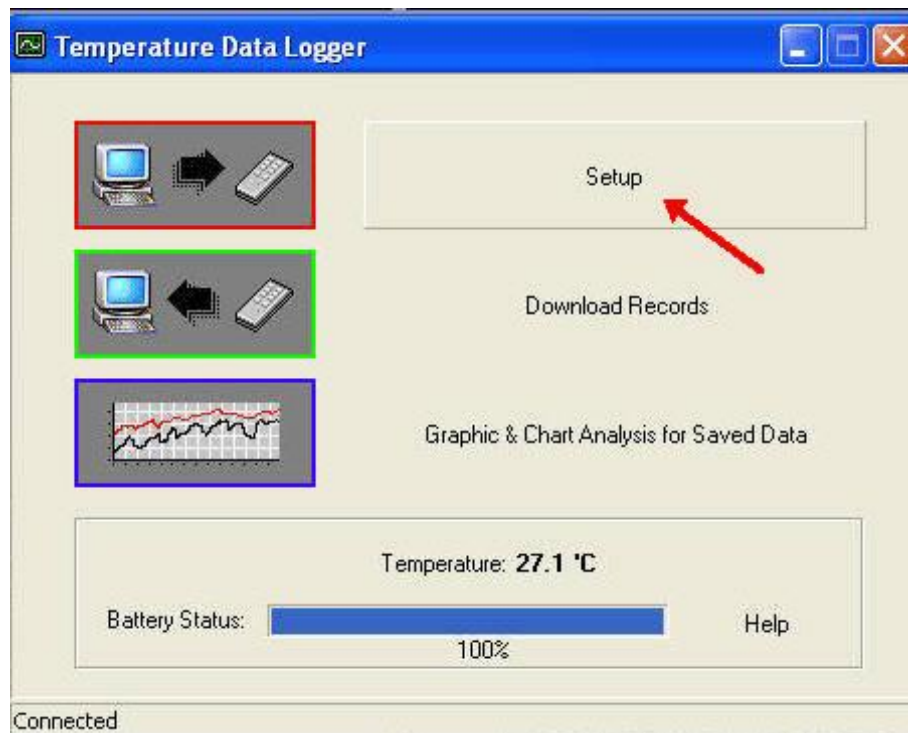 Temperature Data Logger
Setup
Download Records
Graphic & Chart Analysis for Saved Data
Temperature: 27.1 'C
Battery Status:
Help
100%
Connected